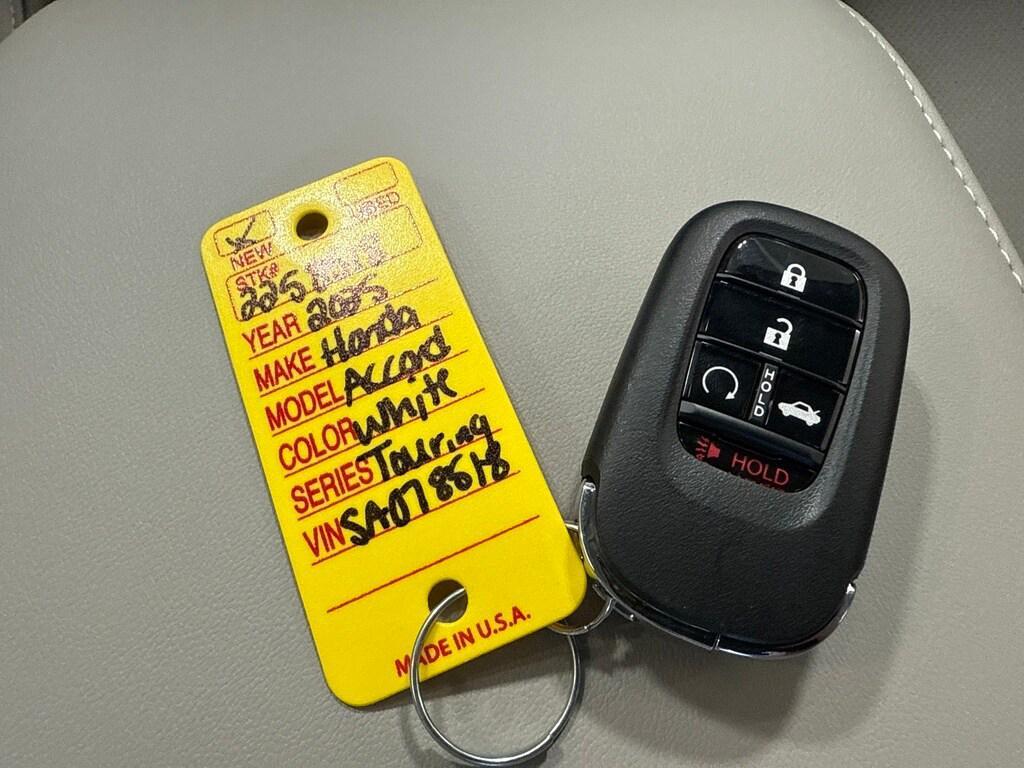 NEW USED
STK#
YEAR 2025
MAKE Honda
MODEL Accord
COLOR White
SERIES Touring
VIN SA078618
MADE IN U.S.A.
HOLD
HOLD